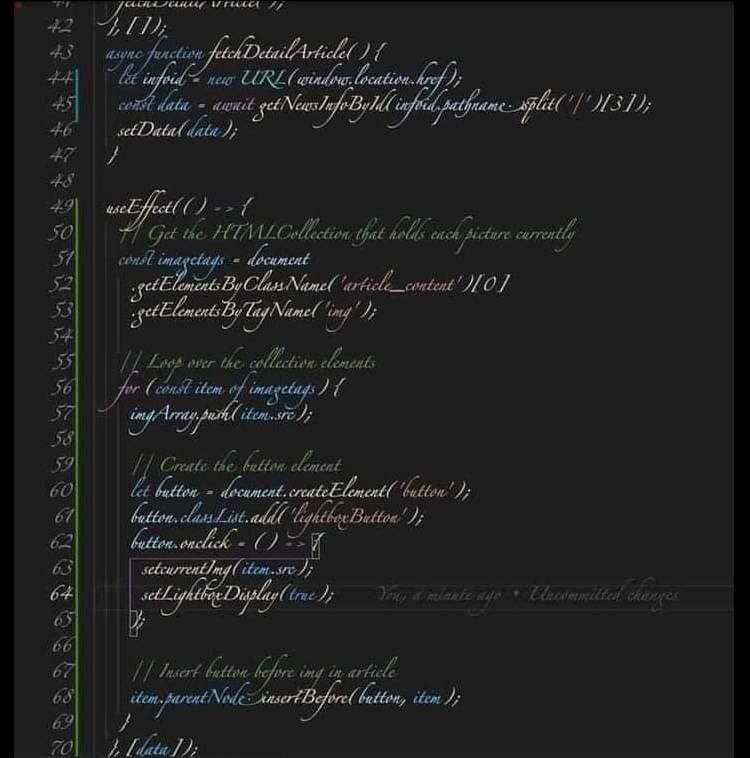 41 fetchDetailArticle( );
42 }, [ ]);
43 async function fetchDetailArticle( ) {
44 let infoid = new URL(window.location.href);
45 const data = await getNewsInfoById(infoid.pathname.split('/')[3]);
46 setData(data);
47 }
48
49 useEffect(( ) => {
50 // Get the HTMLCollection that holds each picture currently
51 const imagetags = document
52 .getElementsByClassName('article_content')[0]
53 .getElementsByTagName('img');
54
55 // Loop over the collection elements
56 for (const item of imagetags) {
57 imgArray.push(item.src);
58
59 // Create the button element
60 let button = document.createElement('button');
61 button.classList.add('lightboxButton');
62 button.onclick = ( ) => {
63 setcurrentImg(item.src);
64 setLightboxDisplay(true); You, a minute ago • Uncommitted changes
65 };
66
67 // Insert button before img in article
68 item.parentNode.insertBefore(button, item);
69 }
70 }, [data]);